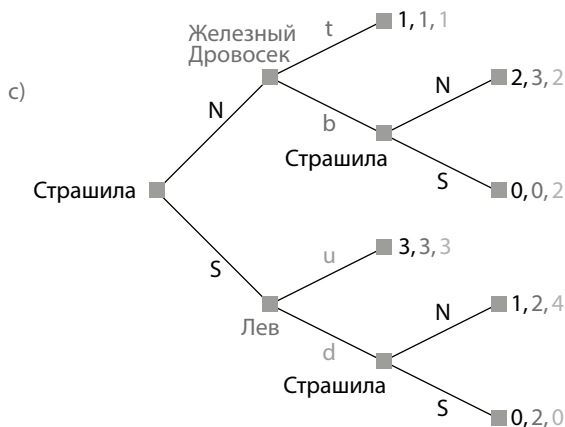 c)
Железный
Дровосек
t
1, 1, 1
N
b
N
2, 3, 2
Страшила
S
0, 0, 2
Страшила
S
u
3, 3, 3
Лев
d
N
1, 2, 4
Страшила
S
0, 2, 0